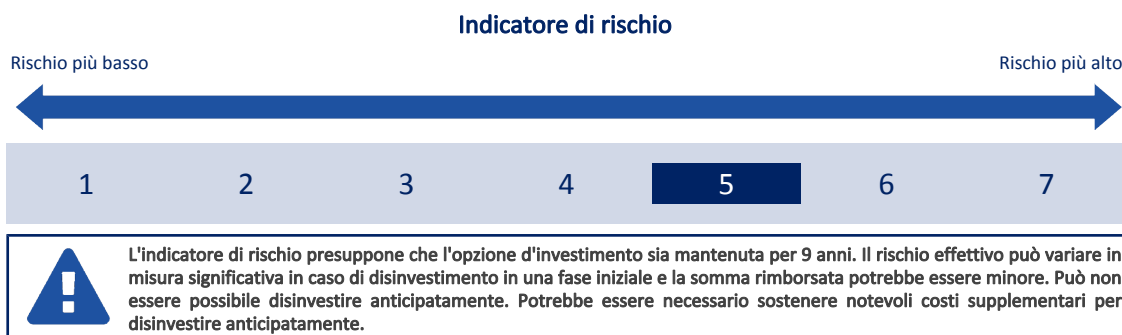 Indicatore di rischio
Rischio più basso
Rischio più alto
1 2 3 4 5 6 7
L'indicatore di rischio presuppone che l'opzione d'investimento sia mantenuta per 9 anni. Il rischio effettivo può variare in
misura significativa in caso di disinvestimento in una fase iniziale e la somma rimborsata potrebbe essere minore. Può non
essere possibile disinvestire anticipatamente. Potrebbe essere necessario sostenere notevoli costi supplementari per
disinvestire anticipatamente.